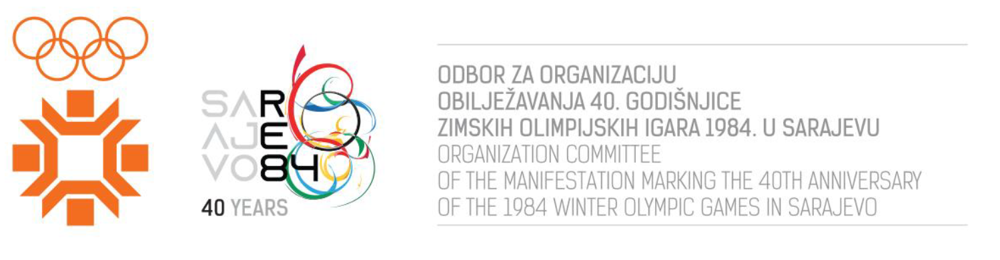 SAR
AJE
VO84
40 YEARS
ODBOR ZA ORGANIZACIJU
OBILJEŽAVANJA 40. GODIŠNJICE
ZIMSKIH OLIMPIJSKIH IGARA 1984. U SARAJEVU
ORGANIZATION COMMITTEE
OF THE MANIFESTATION MARKING THE 40TH ANNIVERSARY
OF THE 1984 WINTER OLYMPIC GAMES IN SARAJEVO